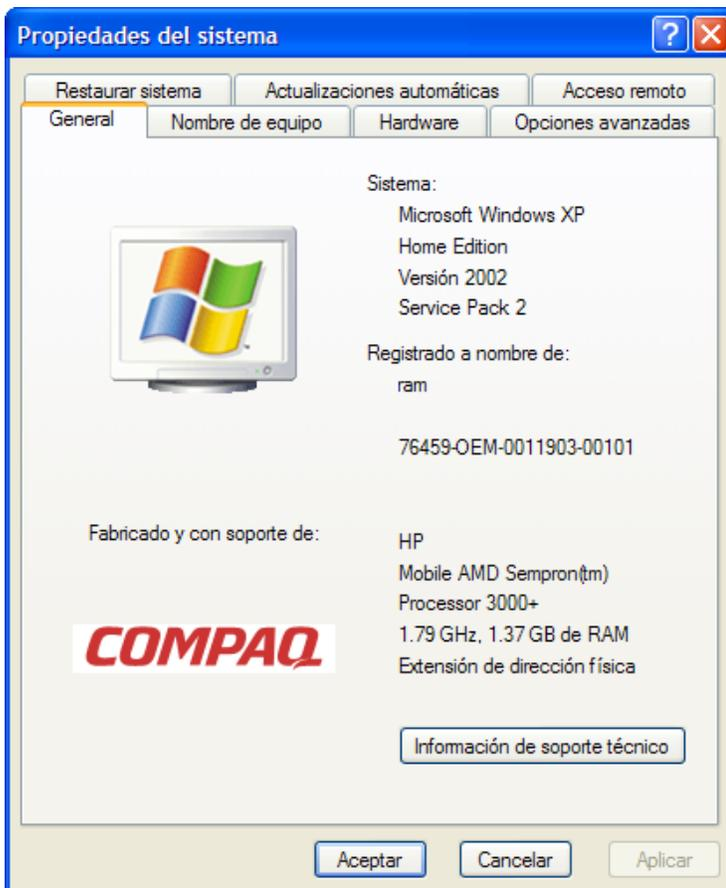 Propiedades del sistema
Restaurar sistema
Actualizaciones automáticas
Acceso remoto
General
Nombre de equipo
Hardware
Opciones avanzadas
Sistema:
Microsoft Windows XP
Home Edition
Versión 2002
Service Pack 2
Registrado a nombre de:
ram
76459-OEM-0011903-00101
Fabricado y con soporte de:
COMPAQ
HP
Mobile AMD Sempron(tm)
Processor 3000+
1.79 GHz, 1.37 GB de RAM
Extensión de dirección física
Información de soporte técnico
Aceptar
Cancelar
Aplicar